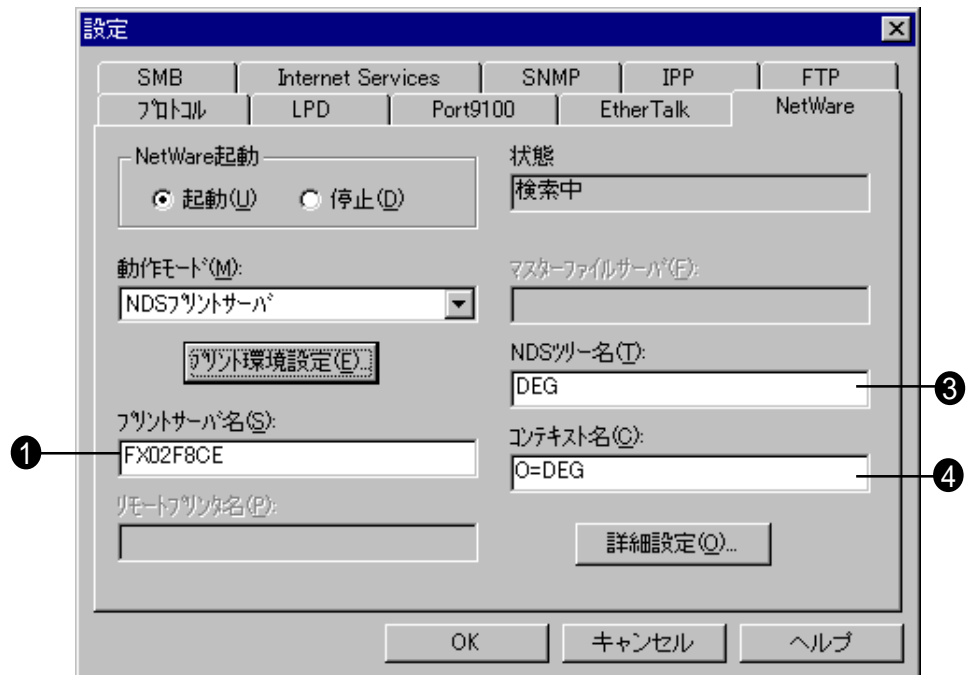 設定
SMB
Internet Services
SNMP
IPP
FTP
プロトコル
LPD
Port9100
EtherTalk
NetWare
NetWare起動
起動(U)
停止(D)
状態
検索中
動作モード(M):
NDSプリントサーバ
マスターファイルサーバ(F):
プリント環境設定(E)...
NDSツリー名(T):
DEG
❸
プリントサーバ名(S):
❶
FX02F8CE
コンテキスト名(C):
O=DEG
❹
リモートプリンタ名(P):
詳細設定(O)...
OK
キャンセル
ヘルプ